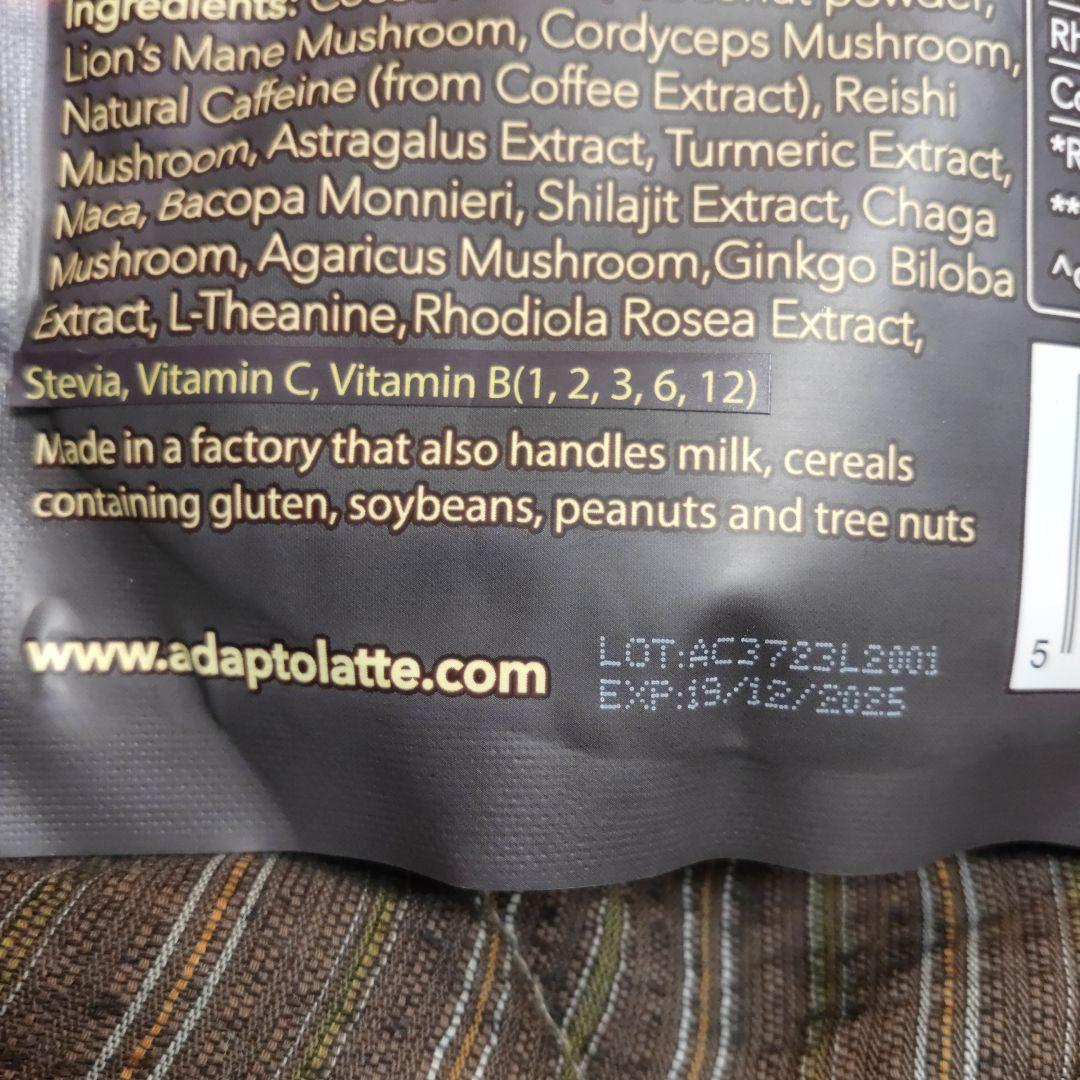 Ingredients: powder,
Lion's Mane Mushroom, Cordyceps Mushroom,
Natural Caffeine (from Coffee Extract), Reishi
Mushroom, Astragalus Extract, Turmeric Extract,
Maca, Bacopa Monnieri, Shilajit Extract, Chaga
Mushroom, Agaricus Mushroom,Ginkgo Biloba
Extract, L-Theanine,Rhodiola Rosea Extract,
Stevia, Vitamin C, Vitamin B(1, 2, 3, 6, 12)
Made in a factory that also handles milk, cereals
containing gluten, soybeans, peanuts and tree nuts
www.adaptolatte.com
LOT:AC3723L2001
EXP:19/12/2025
5